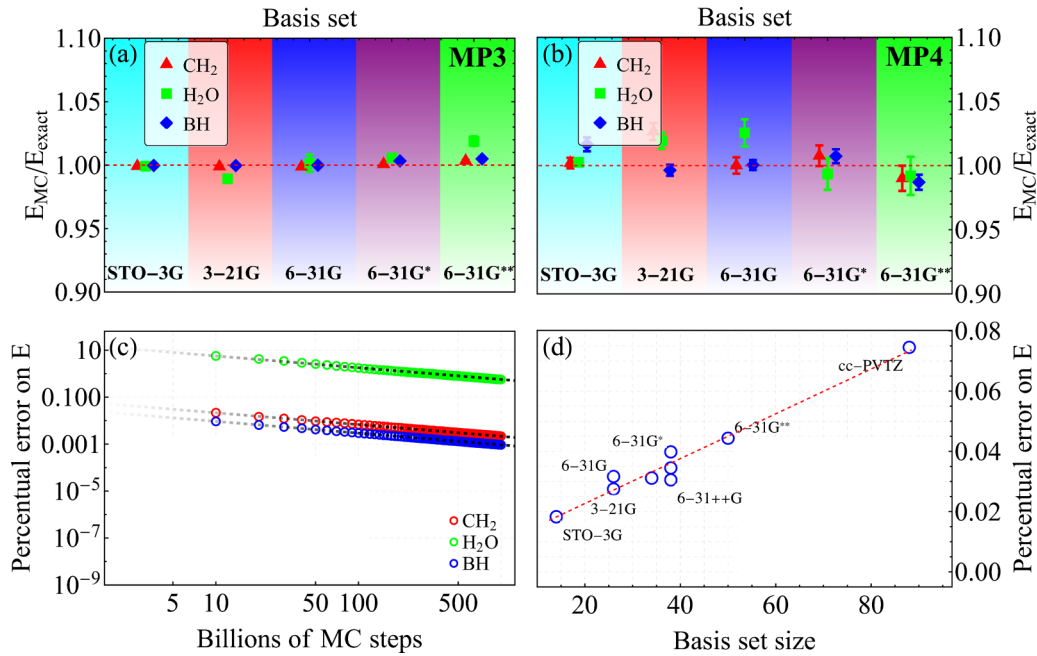 Basis set
Basis set
1.10
1.05
1.00
0.95
0.90
E_MC/E_exact
(a)
MP3
CH₂
H₂O
BH
STO−3G
3−21G
6−31G
6−31G*
6−31G**
(b)
MP4
CH₂
H₂O
BH
STO−3G
3−21G
6−31G
6−31G*
6−31G**
1.10
1.05
1.00
0.95
0.90
E_MC/E_exact
(c)
10
0.100
0.001
10⁻⁵
10⁻⁷
10⁻⁹
Percentual error on E
CH₂
H₂O
BH
5
10
50
100
500
Billions of MC steps
(d)
cc−PVTZ
6−31G**
6−31G*
6−31G
6−31++G
3−21G
STO−3G
0.08
0.06
0.04
0.02
0.00
Percentual error on E
20
40
60
80
Basis set size